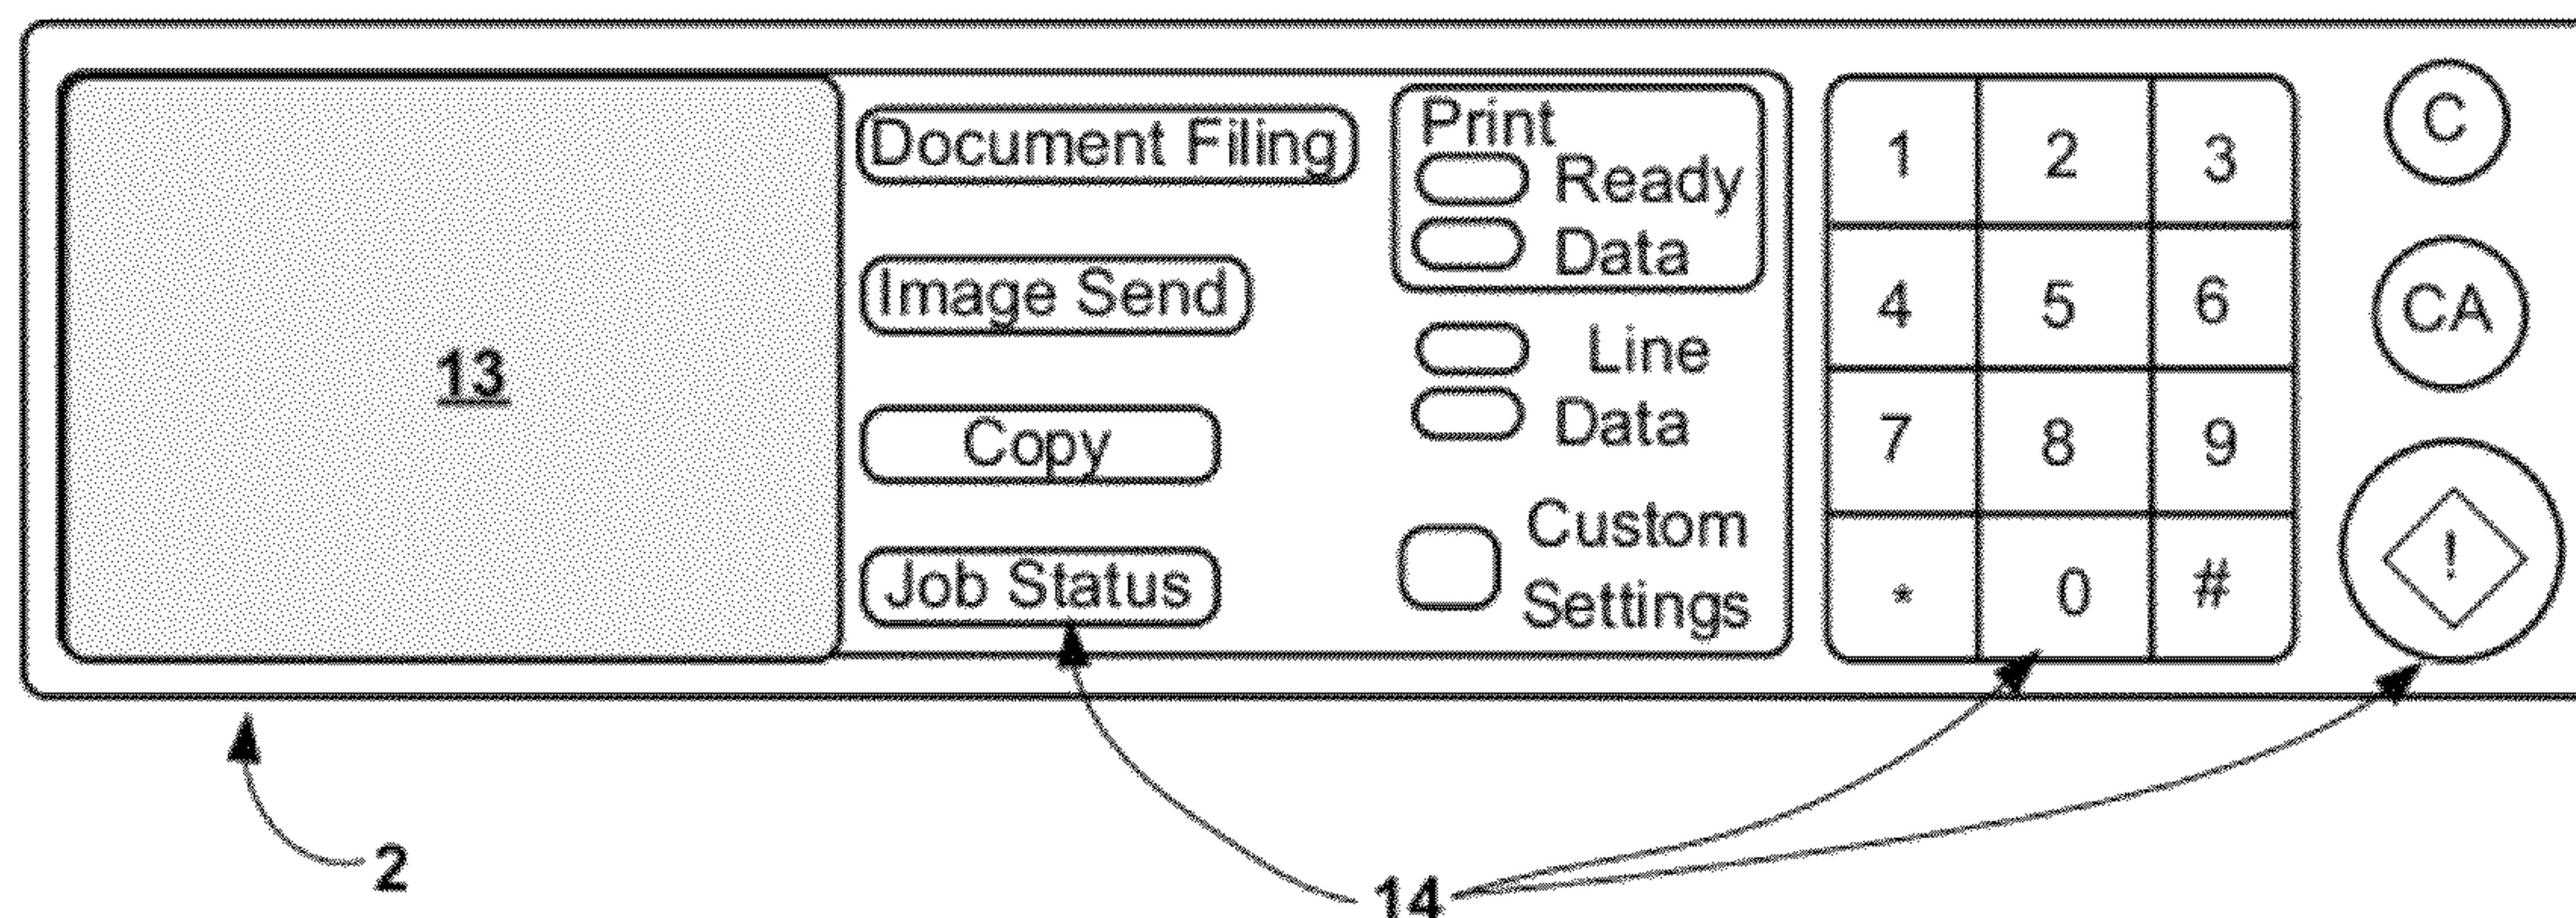 13
Document Filing
Image Send
Copy
Job Status
Print
Ready
Data
Line
Data
Custom
Settings
1 2 3
4 5 6
7 8 9
* 0 #
C
CA
!
2
14